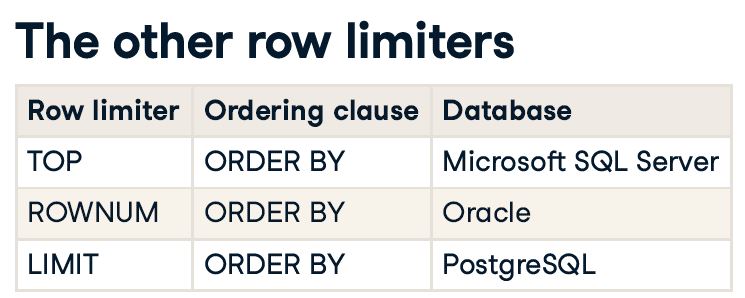 The other row limiters
Row limiter Ordering clause Database
TOP ORDER BY Microsoft SQL Server
ROWNUM ORDER BY Oracle
LIMIT ORDER BY PostgreSQL